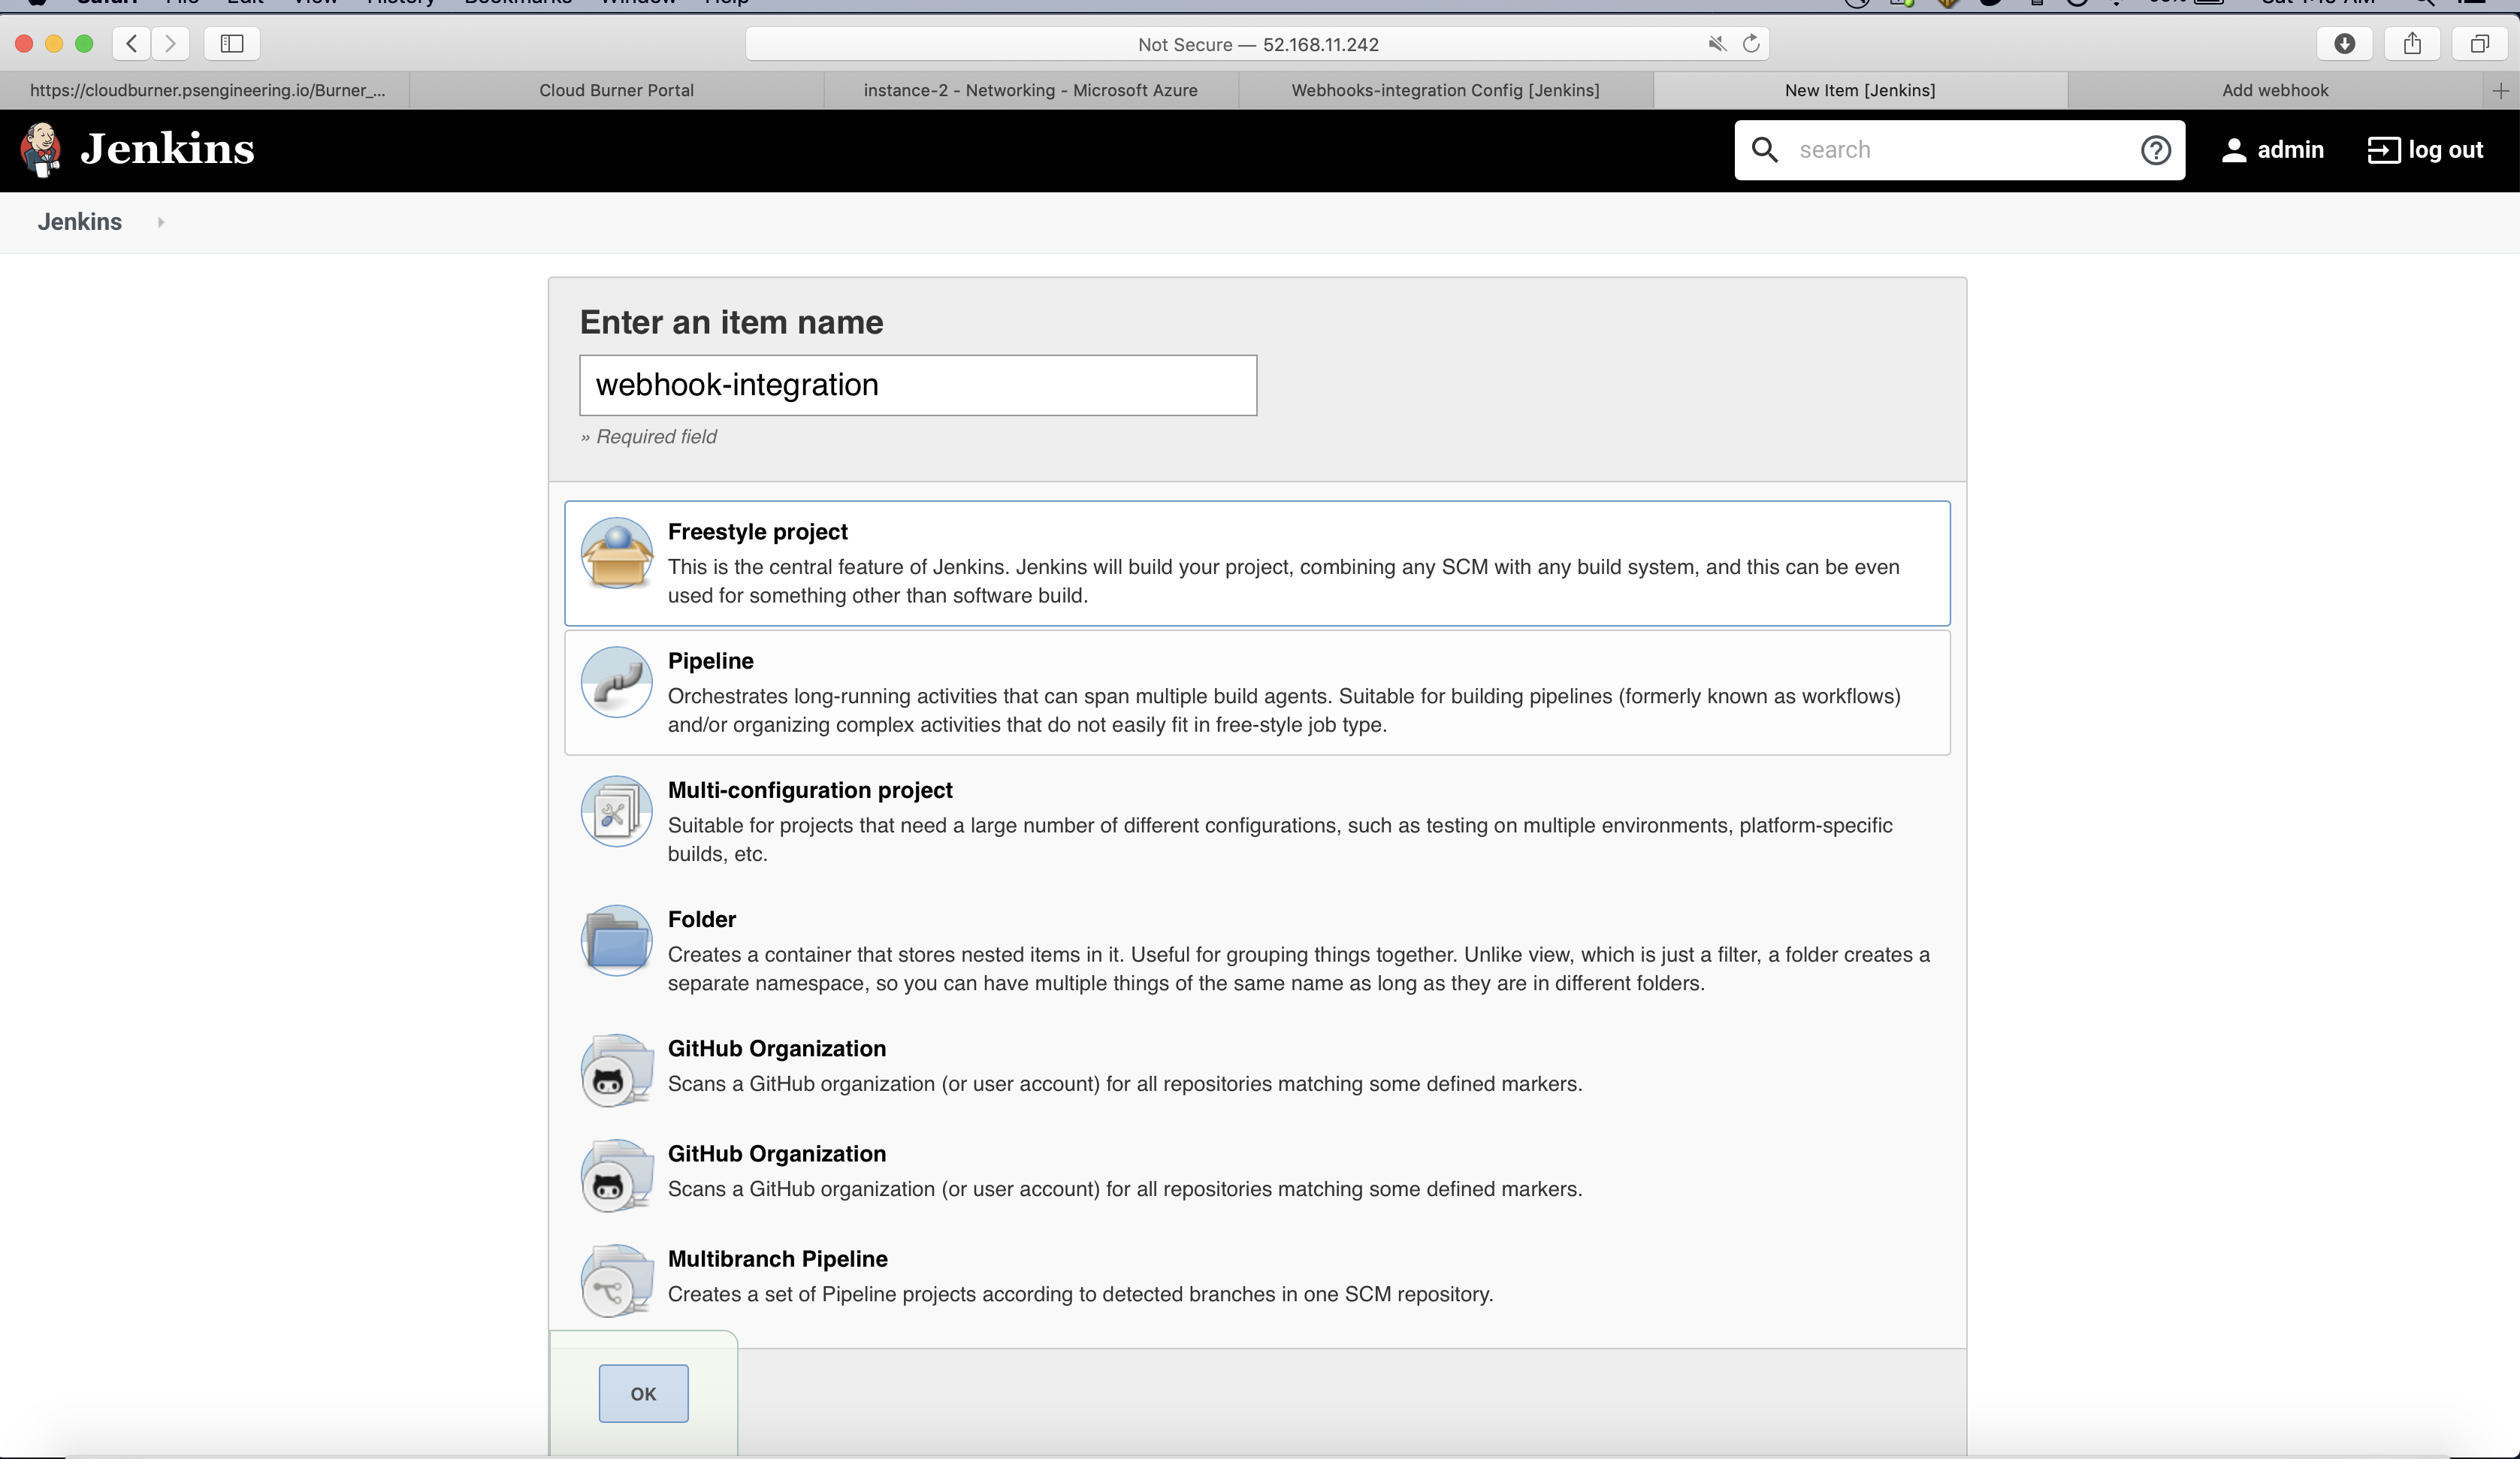 Safari File Edit View History Bookmarks Window Help
Not Secure — 52.168.11.242
https://cloudburner.psengineering.io/Burner_... Cloud Burner Portal instance-2 - Networking - Microsoft Azure Webhooks-integration Config [Jenkins] New Item [Jenkins] Add webhook
Jenkins search admin log out
Jenkins
Enter an item name
webhook-integration
» Required field
Freestyle project
This is the central feature of Jenkins. Jenkins will build your project, combining any SCM with any build system, and this can be even
used for something other than software build.
Pipeline
Orchestrates long-running activities that can span multiple build agents. Suitable for building pipelines (formerly known as workflows)
and/or organizing complex activities that do not easily fit in free-style job type.
Multi-configuration project
Suitable for projects that need a large number of different configurations, such as testing on multiple environments, platform-specific
builds, etc.
Folder
Creates a container that stores nested items in it. Useful for grouping things together. Unlike view, which is just a filter, a folder creates a
separate namespace, so you can have multiple things of the same name as long as they are in different folders.
GitHub Organization
Scans a GitHub organization (or user account) for all repositories matching some defined markers.
GitHub Organization
Scans a GitHub organization (or user account) for all repositories matching some defined markers.
Multibranch Pipeline
Creates a set of Pipeline projects according to detected branches in one SCM repository.
OK